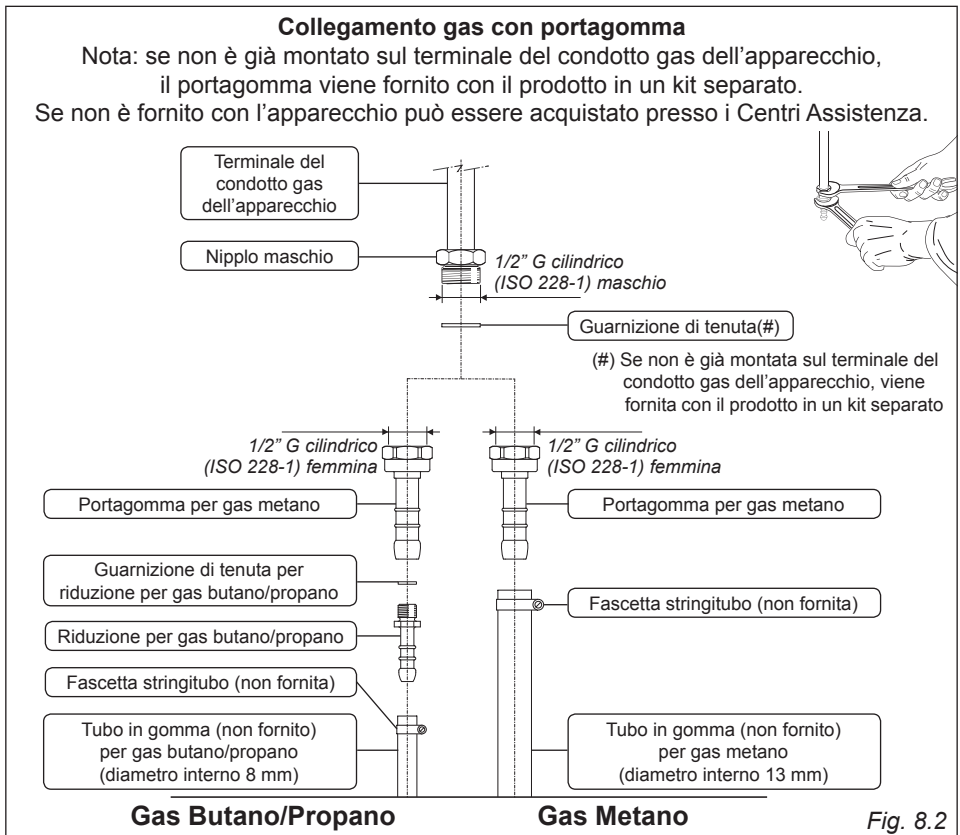 Collegamento gas con portagomma
Nota: se non è già montato sul terminale del condotto gas dell’apparecchio,
il portagomma viene fornito con il prodotto in un kit separato.
Se non è fornito con l’apparecchio può essere acquistato presso i Centri Assistenza.
Terminale del
condotto gas
dell’apparecchio
Nipplo maschio
1/2” G cilindrico
(ISO 228-1) maschio
Guarnizione di tenuta(#)
(#) Se non è già montata sul terminale del
condotto gas dell’apparecchio, viene
fornita con il prodotto in un kit separato
1/2” G cilindrico
(ISO 228-1) femmina
1/2” G cilindrico
(ISO 228-1) femmina
Portagomma per gas metano
Portagomma per gas metano
Guarnizione di tenuta per
riduzione per gas butano/propano
Fascetta stringitubo (non fornita)
Riduzione per gas butano/propano
Fascetta stringitubo (non fornita)
Tubo in gomma (non fornito)
per gas butano/propano
(diametro interno 8 mm)
Tubo in gomma (non fornito)
per gas metano
(diametro interno 13 mm)
Gas Butano/Propano
Gas Metano
Fig. 8.2